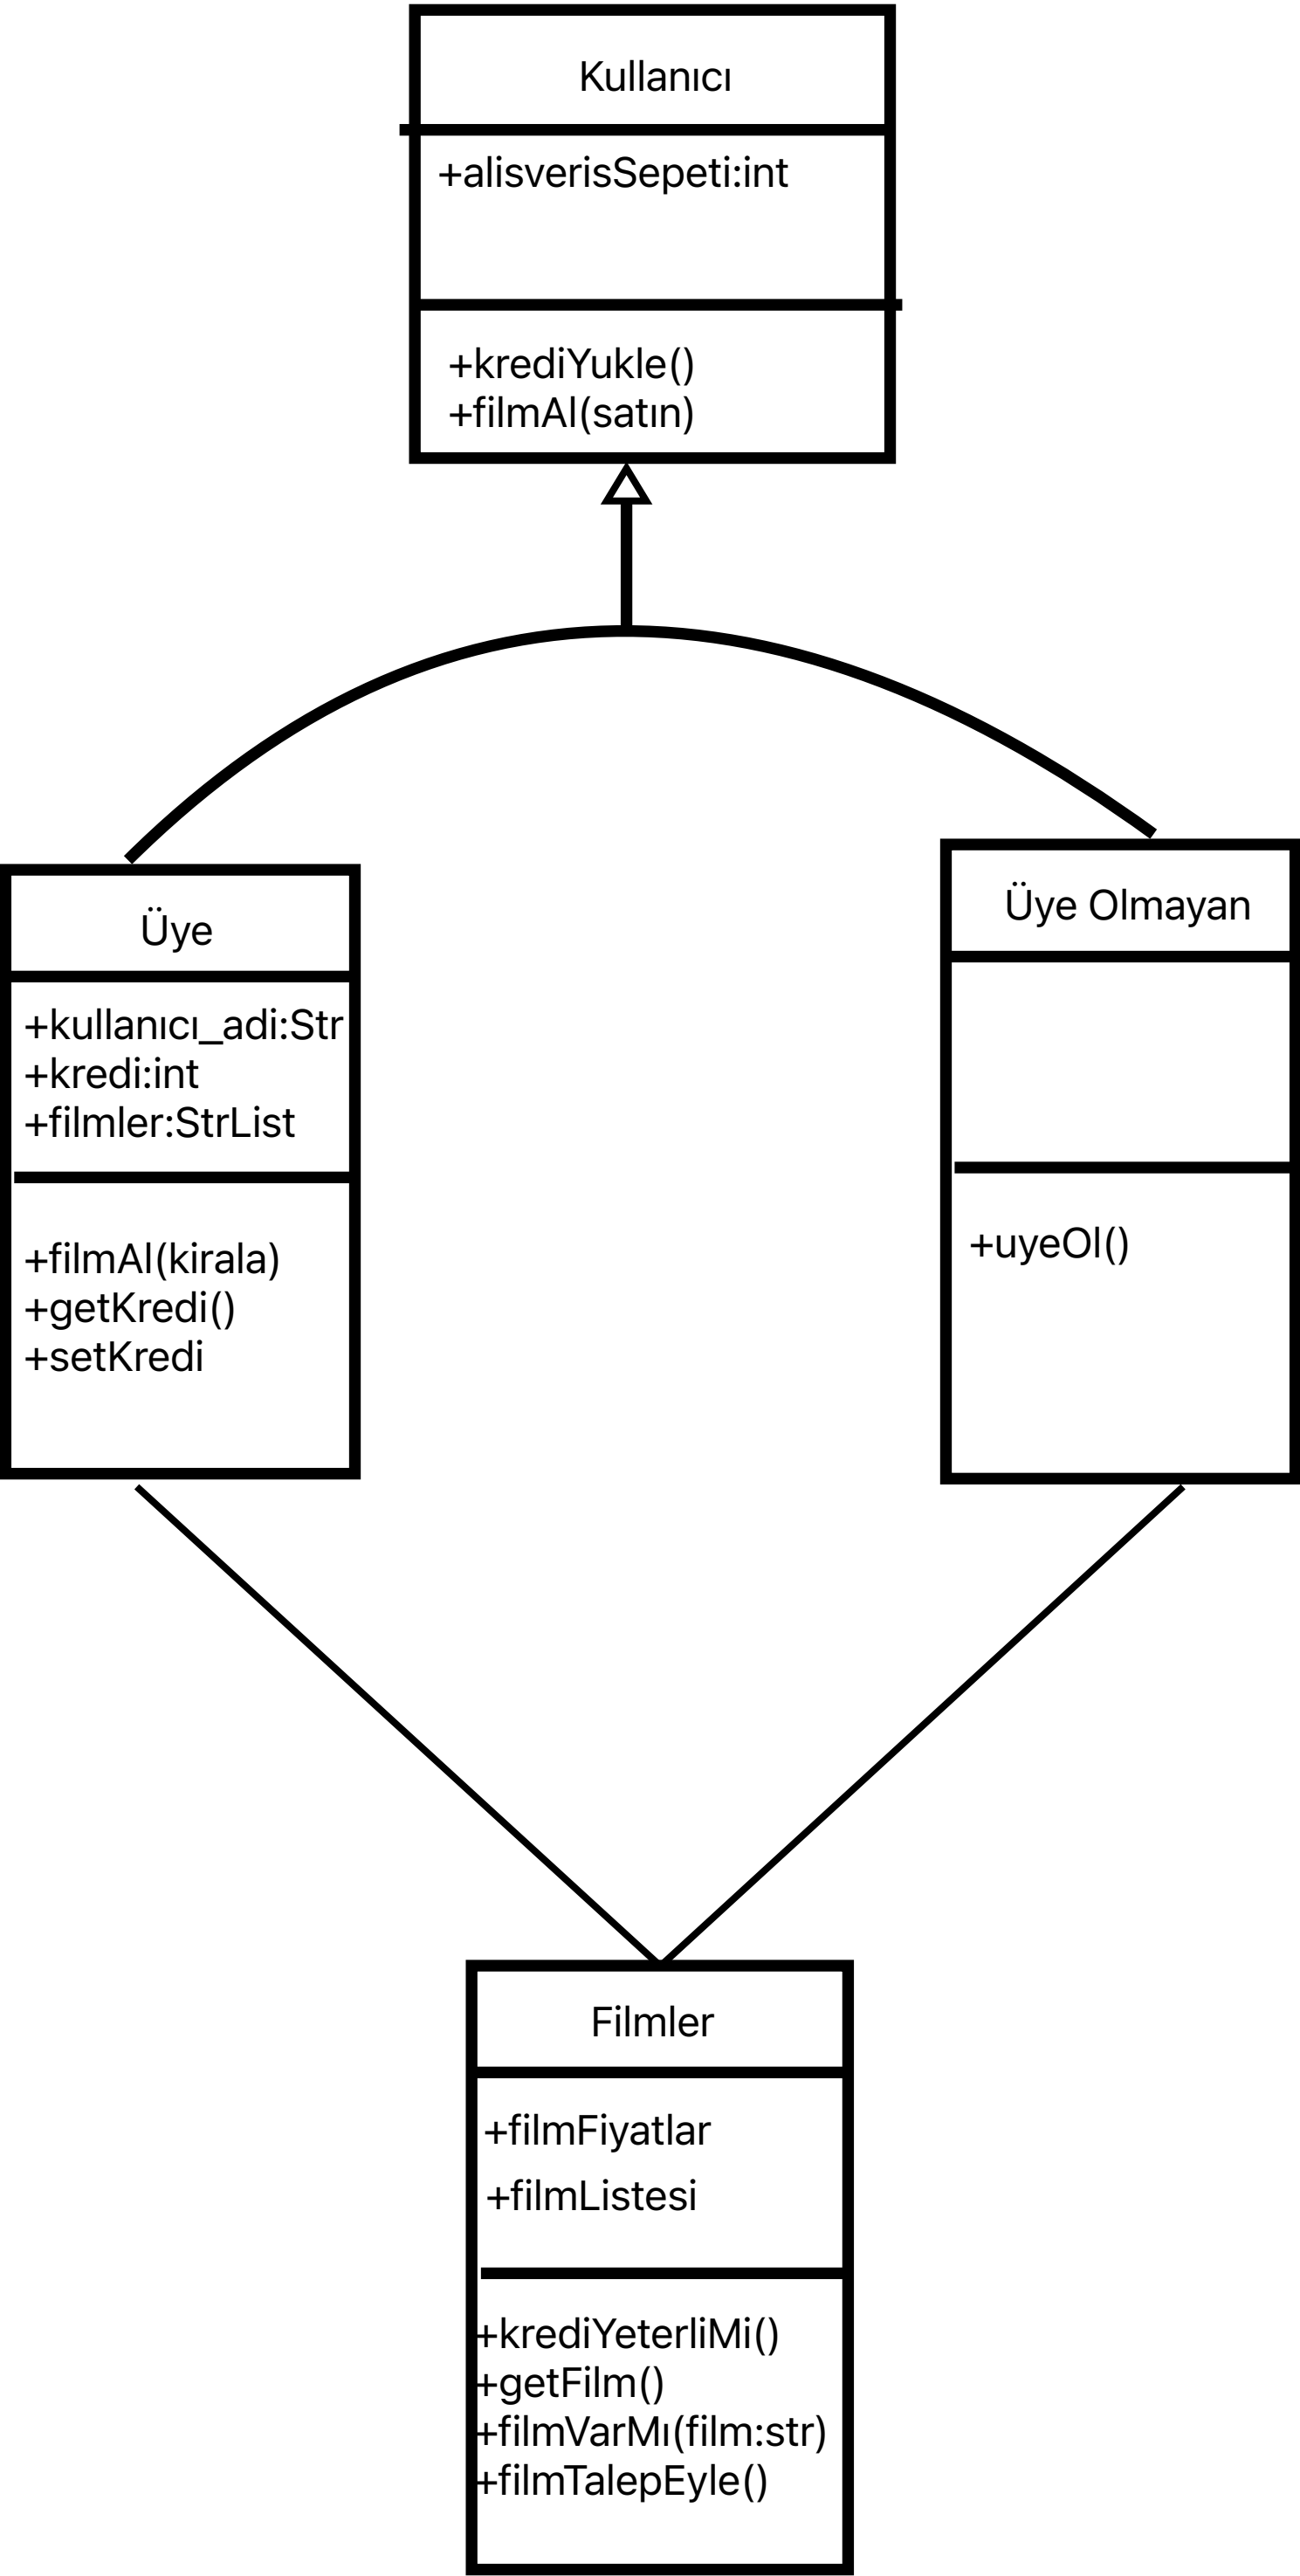 Kullanıcı
+alisverisSepeti:int
+krediYukle()
+filmAl(satın)
Üye
+kullanıcı_adi:Str
+kredi:int
+filmler:StrList
+filmAl(kirala)
+getKredi()
+setKredi
Üye Olmayan
+uyeOl()
Filmler
+filmFiyatlar
+filmListesi
+krediYeterliMi()
+getFilm()
+filmVarMı(film:str)
+filmTalepEyle()